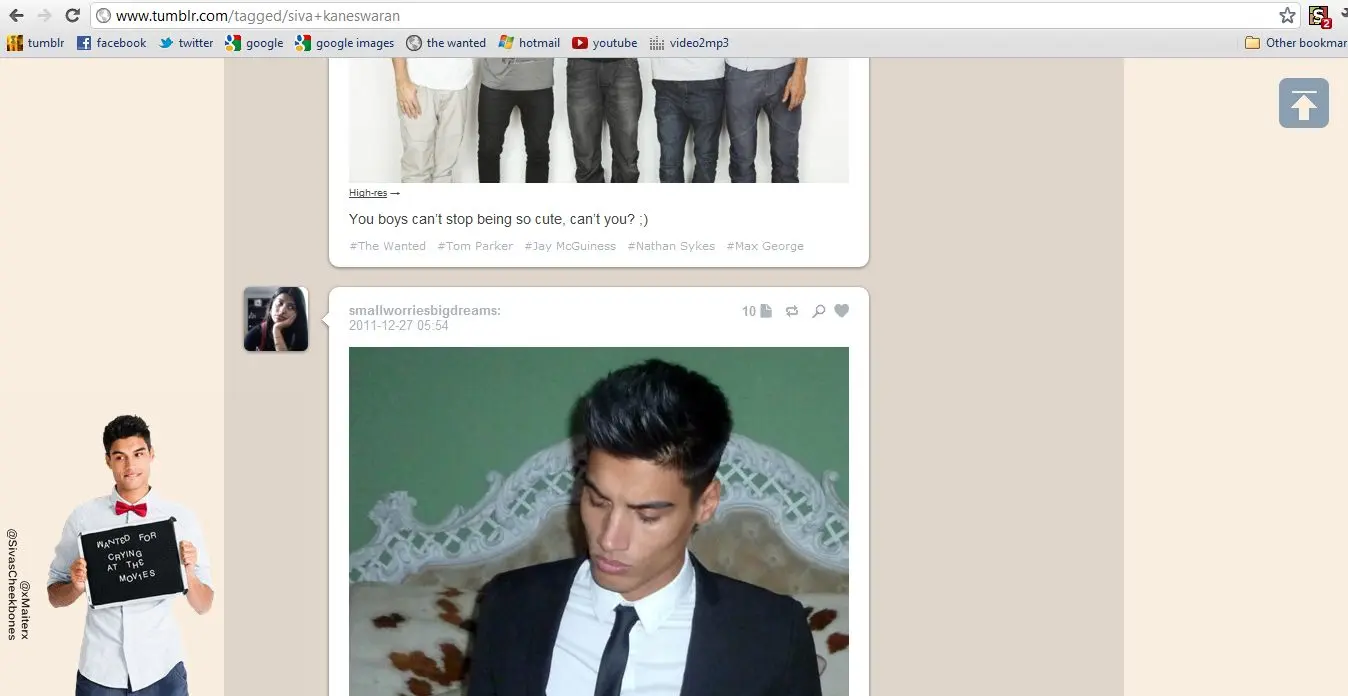 www.tumblr.com/tagged/siva+kaneswaran
S 2
tumblr facebook twitter google google images the wanted hotmail youtube video2mp3 Other bookmar
High-res →
You boys can't stop being so cute, can't you? ;)
#The Wanted #Tom Parker #Jay McGuiness #Nathan Sykes #Max George
smallworriesbigdreams: 10
2011-12-27 05:54
WANTED FOR
CRYING
AT THE
MOVIES
@xMaiterx
@SivasCheekbones